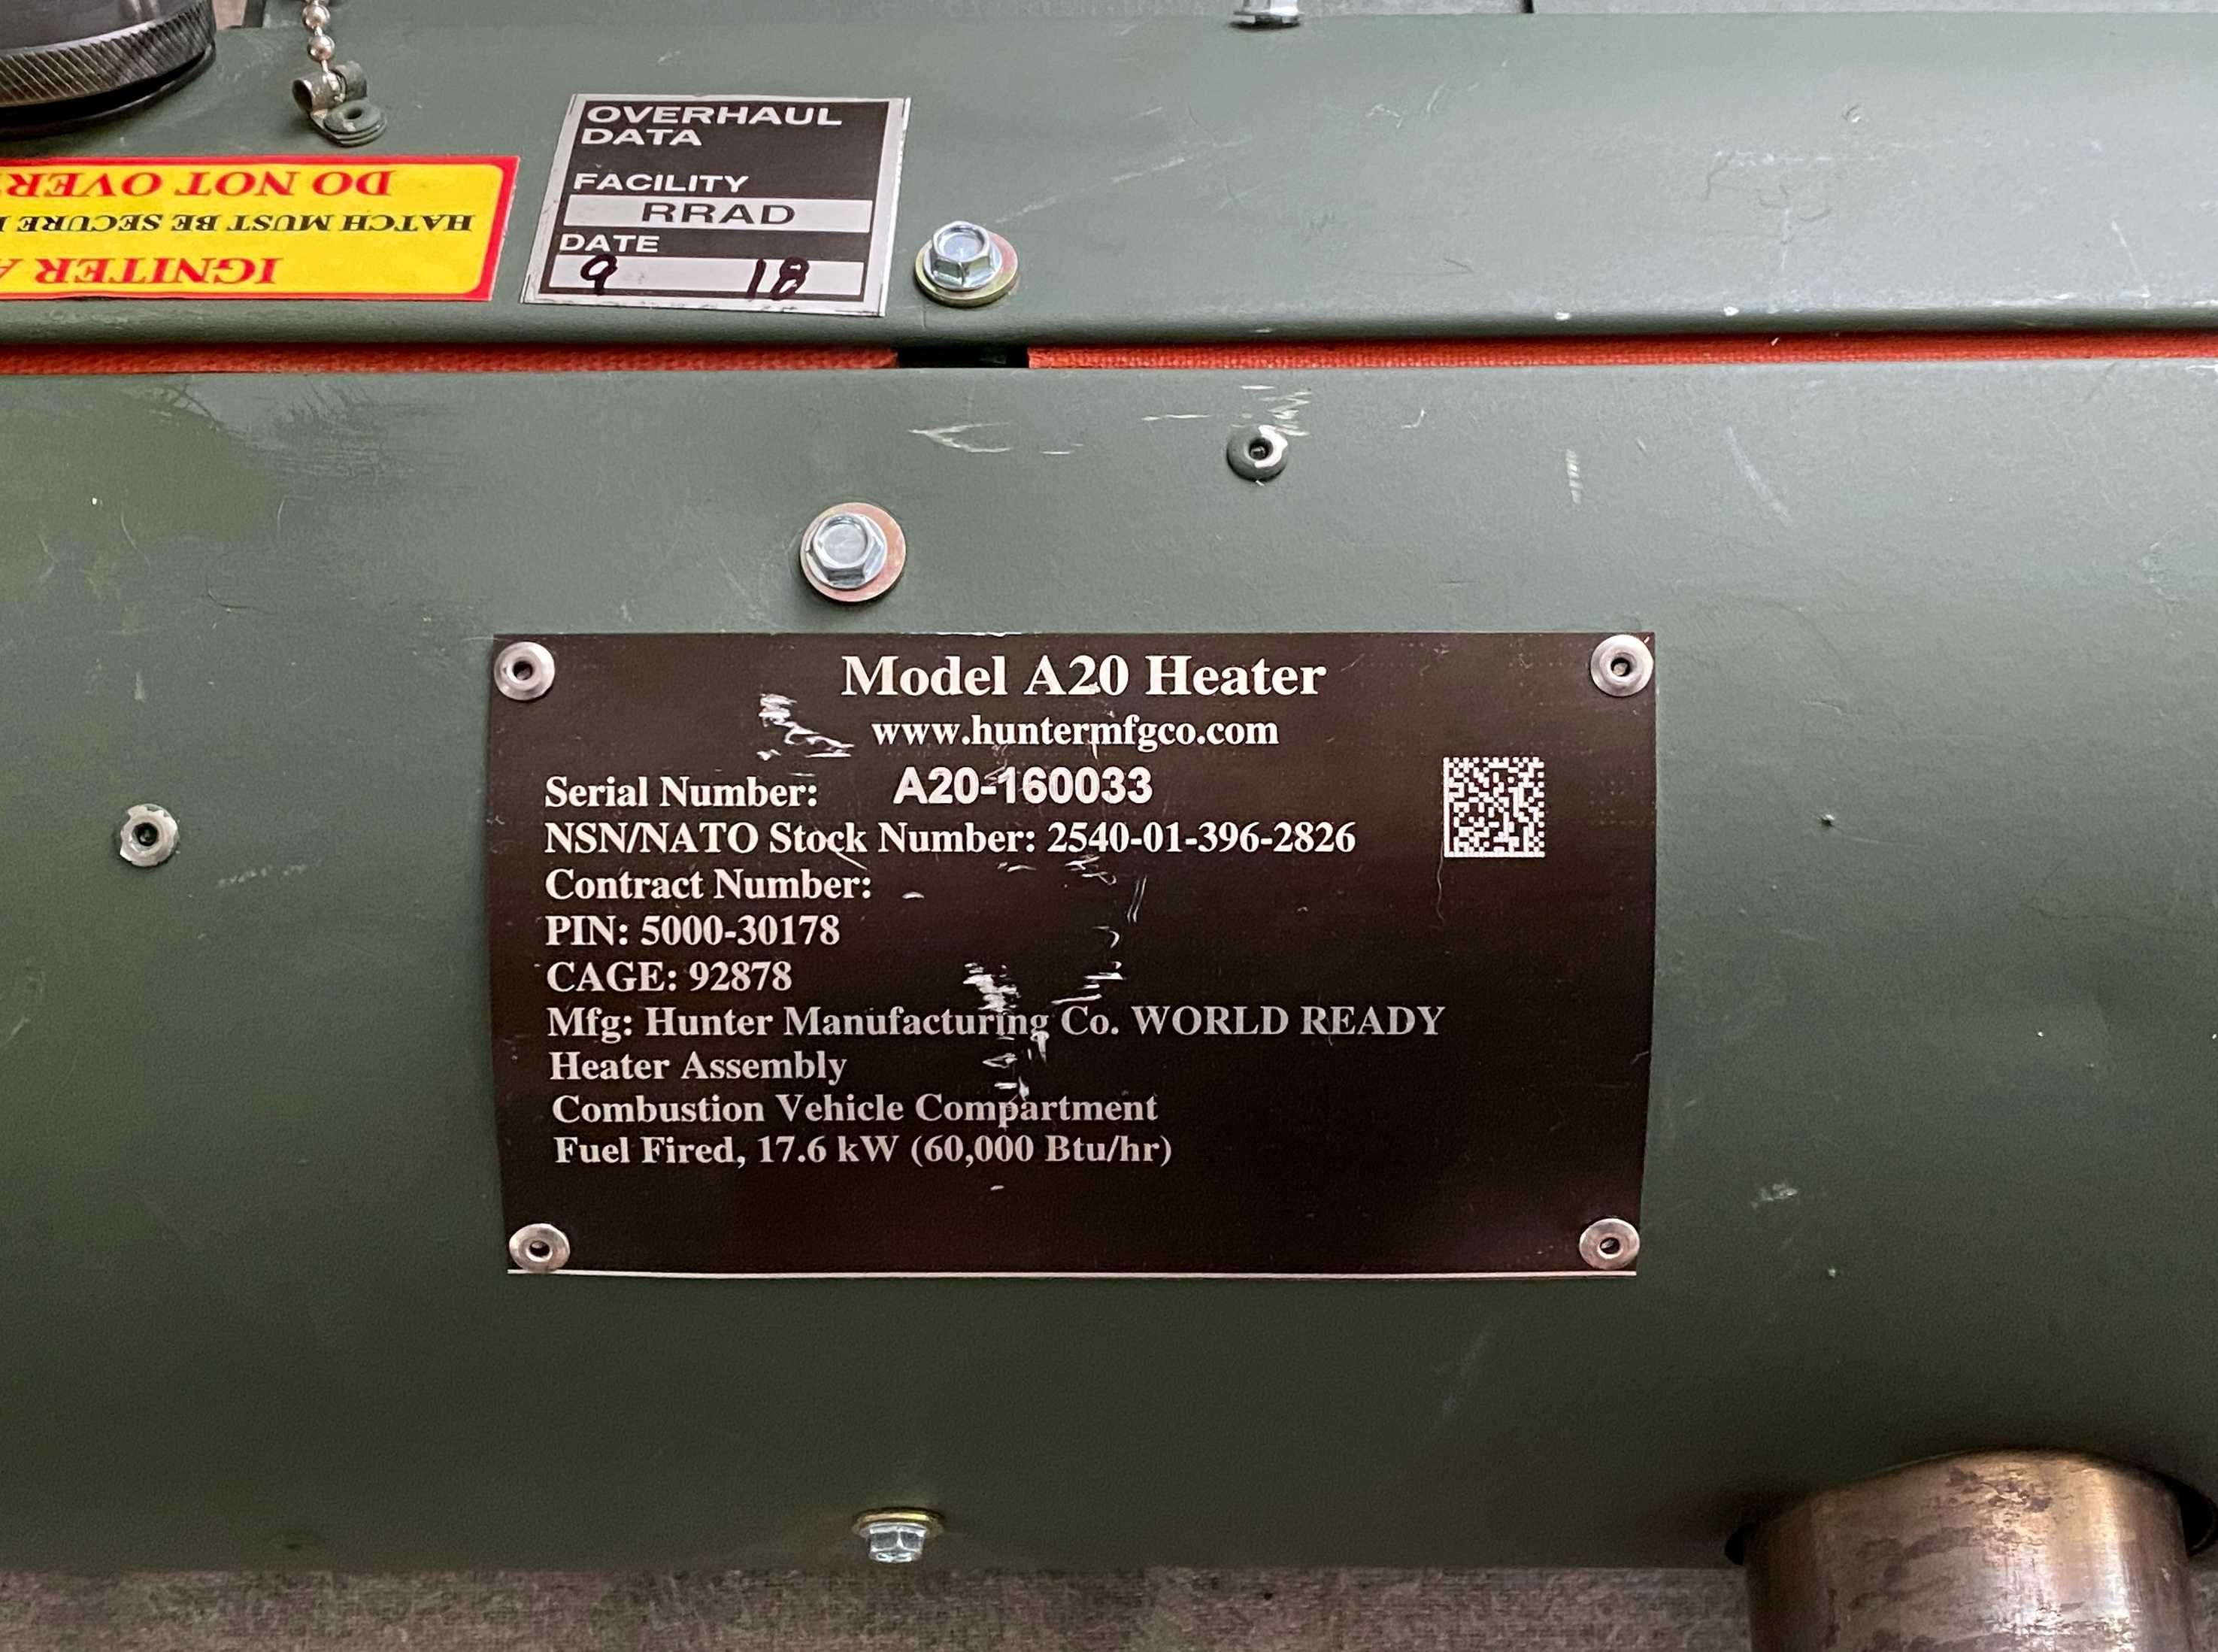 OVERHAUL
DATA
FACILITY
RRAD
DATE
9 18
DO NOT
HATCH MUST BE SECURE
IGNITER
Model A20 Heater
www.huntermfgco.com
Serial Number: A20-160033
NSN/NATO Stock Number: 2540-01-396-2826
Contract Number:
PIN: 5000-30178
CAGE: 92878
Mfg: Hunter Manufacturing Co. WORLD READY
Heater Assembly
Combustion Vehicle Compartment
Fuel Fired, 17.6 kW (60,000 Btu/hr)